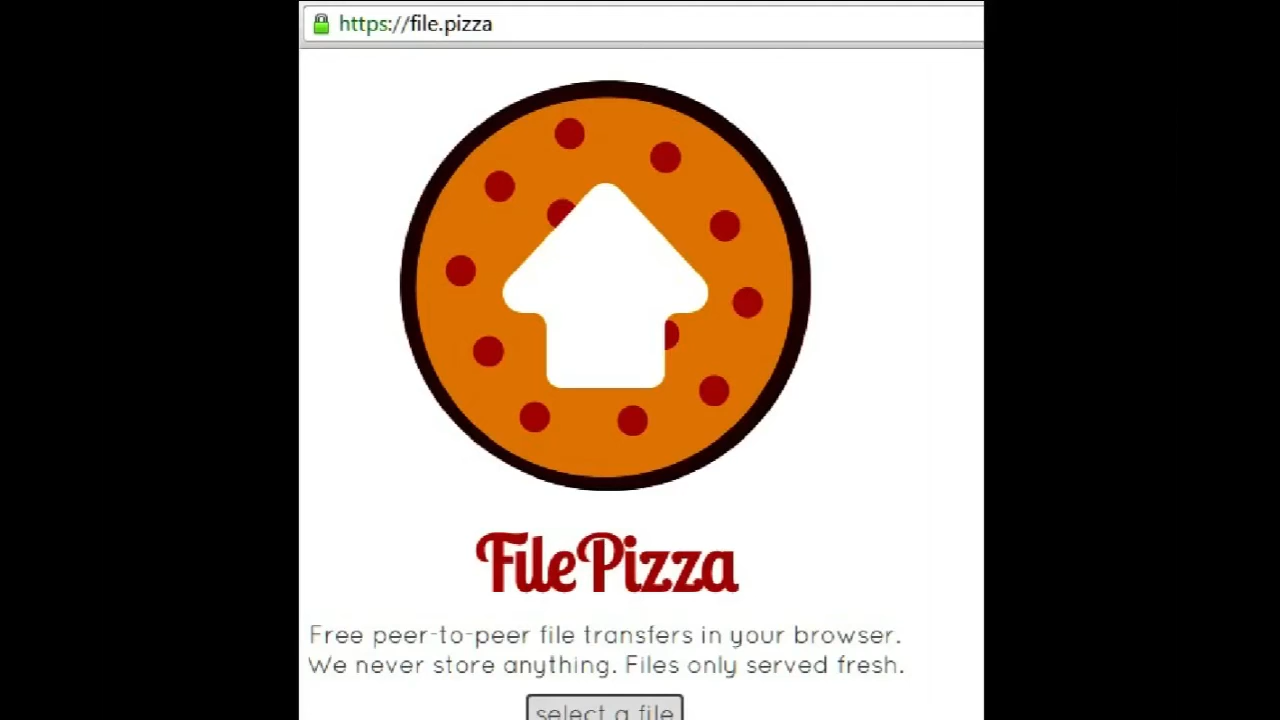 https://file.pizza
FilePizza
Free peer-to-peer file transfers in your browser.
We never store anything. Files only served fresh.
select a file